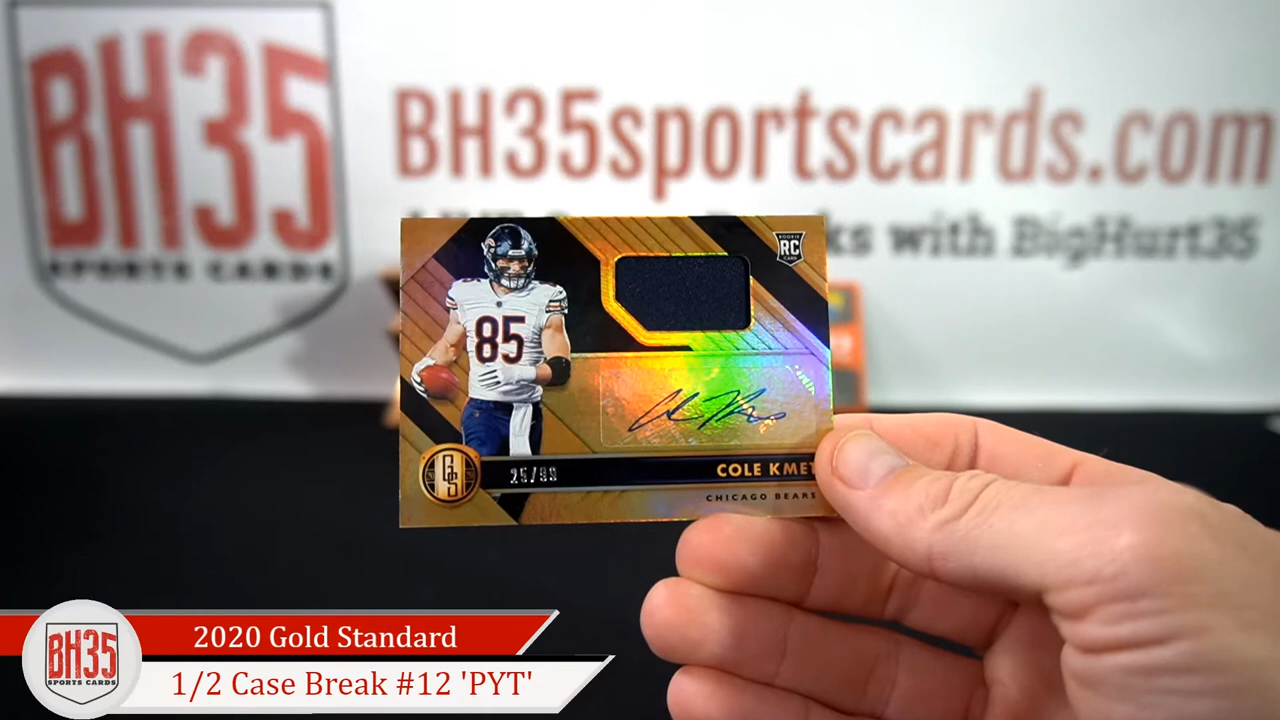 BH35
SPORTS CARDS
BH35sportscards.com
ks with BigHurt35
ROOKIE
RC
CARD
85
GS
25/99
COLE KMET
CHICAGO BEARS
BH35
SPORTS CARDS
2020 Gold Standard
1/2 Case Break #12 'PYT'